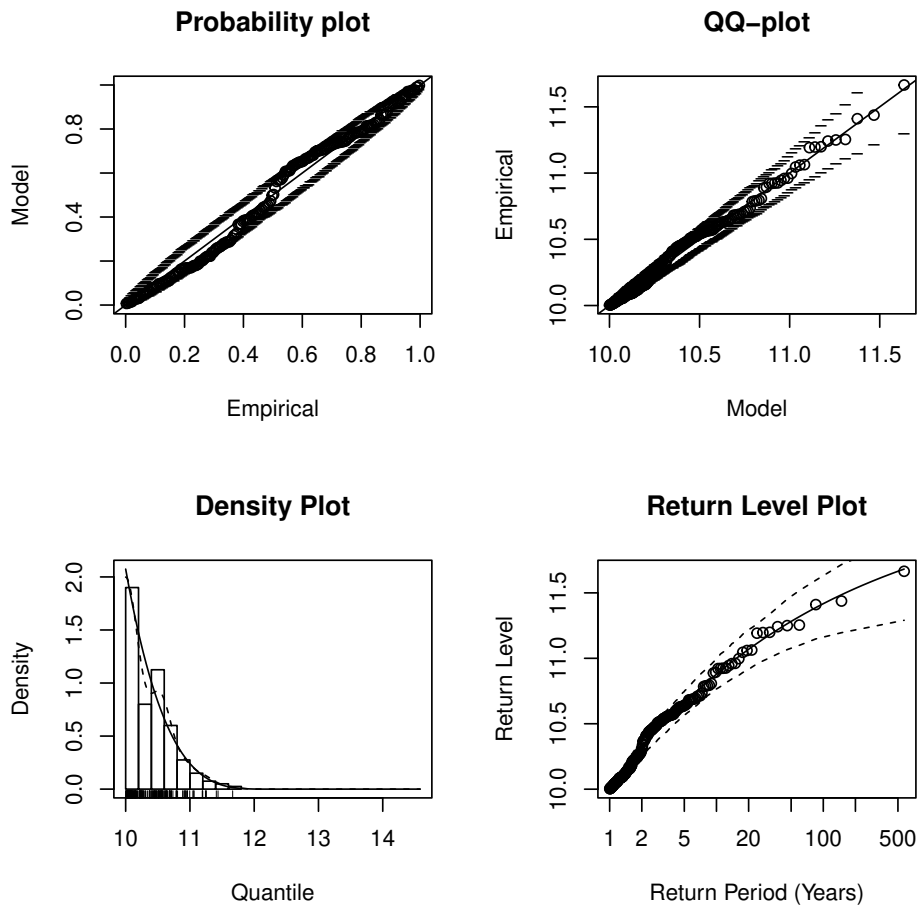 Probability plot
Model
0.0 0.4 0.8
0.0 0.2 0.4 0.6 0.8 1.0
Empirical
QQ−plot
Empirical
10.0 10.5 11.0 11.5
10.0 10.5 11.0 11.5
Model
Density Plot
Density
0.0 0.5 1.0 1.5 2.0
10 11 12 13 14
Quantile
Return Level Plot
Return Level
10.0 10.5 11.0 11.5
1 2 5 20 100 500
Return Period (Years)